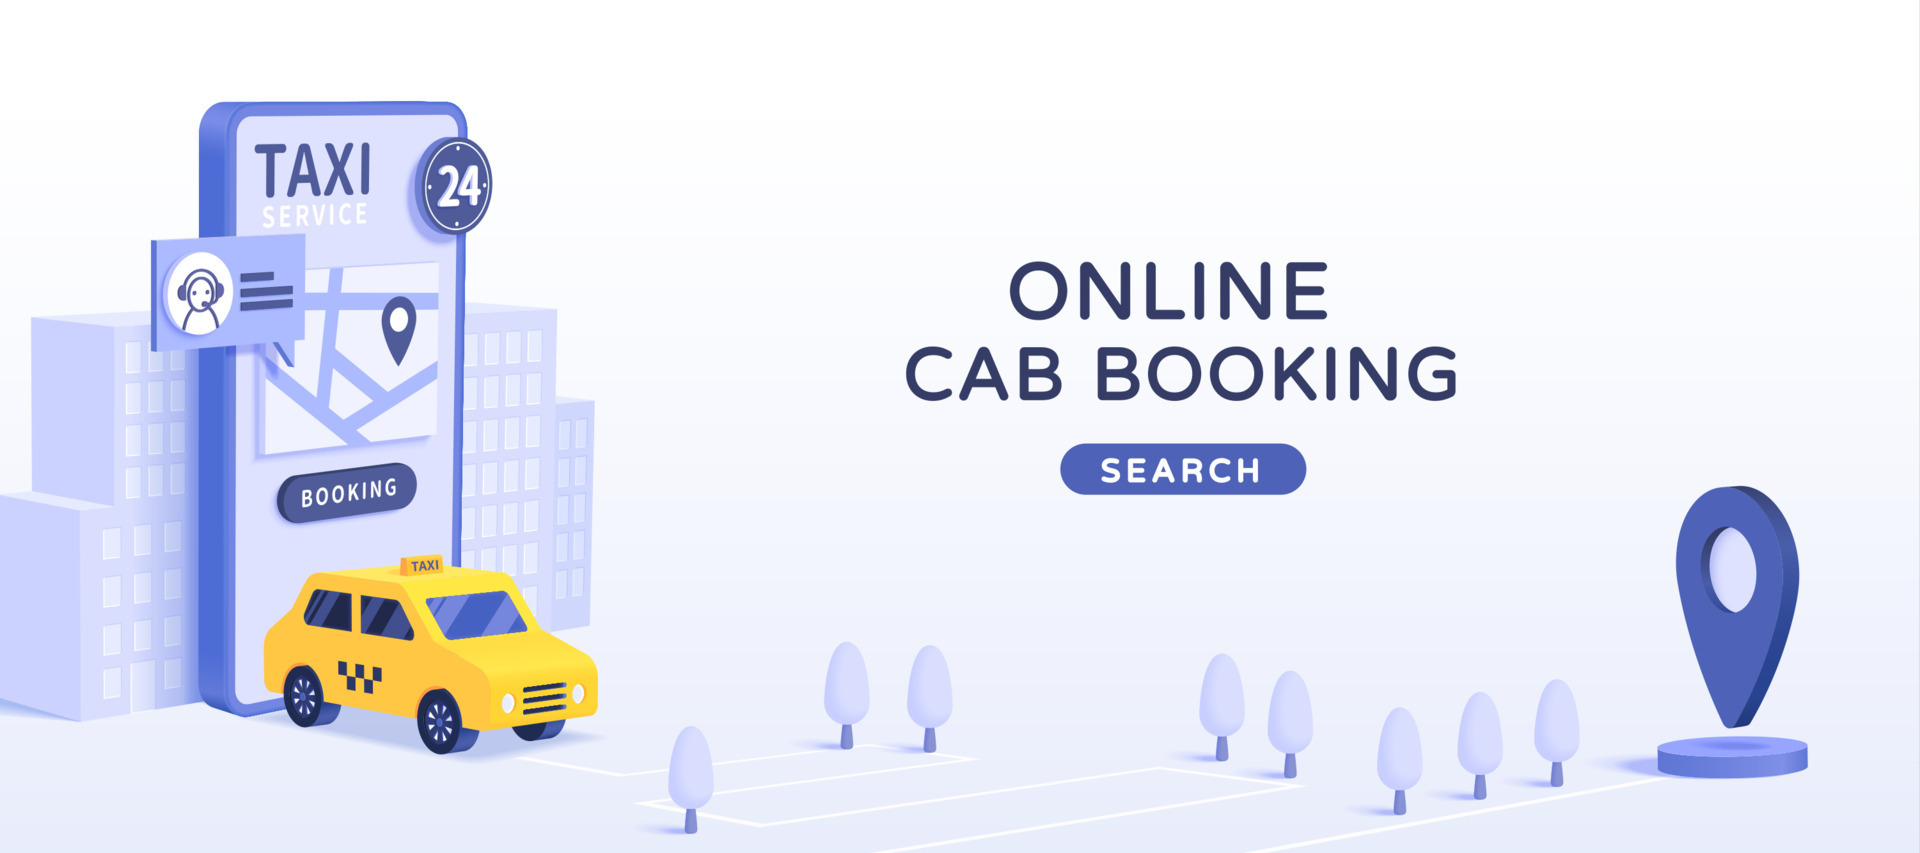 TAXI
SERVICE
24
BOOKING
TAXI
ONLINE
CAB BOOKING
SEARCH